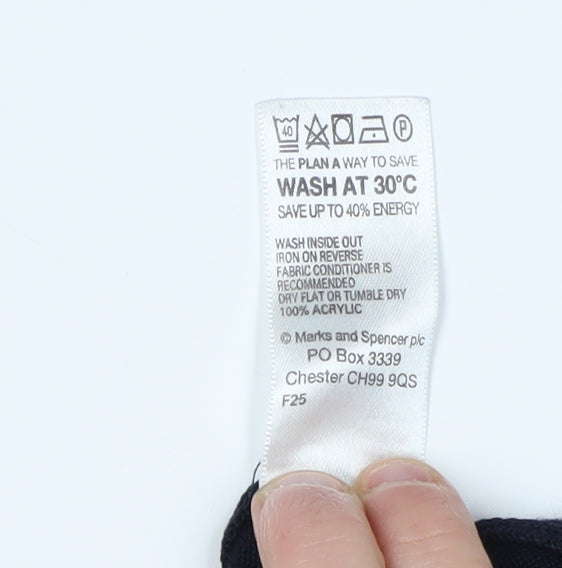 40 P
THE PLAN A WAY TO SAVE
WASH AT 30°C
SAVE UP TO 40% ENERGY
WASH INSIDE OUT
IRON ON REVERSE
FABRIC CONDITIONER IS
RECOMMENDED
DRY FLAT OR TUMBLE DRY
100% ACRYLIC
© Marks and Spencer plc
PO Box 3339
Chester CH99 9QS
F25